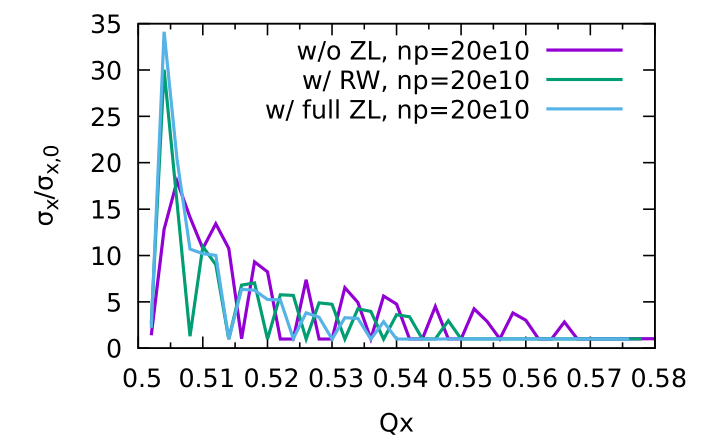 35
30
25
20
15
10
5
0
σx/σx,0
w/o ZL, np=20e10
w/ RW, np=20e10
w/ full ZL, np=20e10
0.5 0.51 0.52 0.53 0.54 0.55 0.56 0.57 0.58
Qx